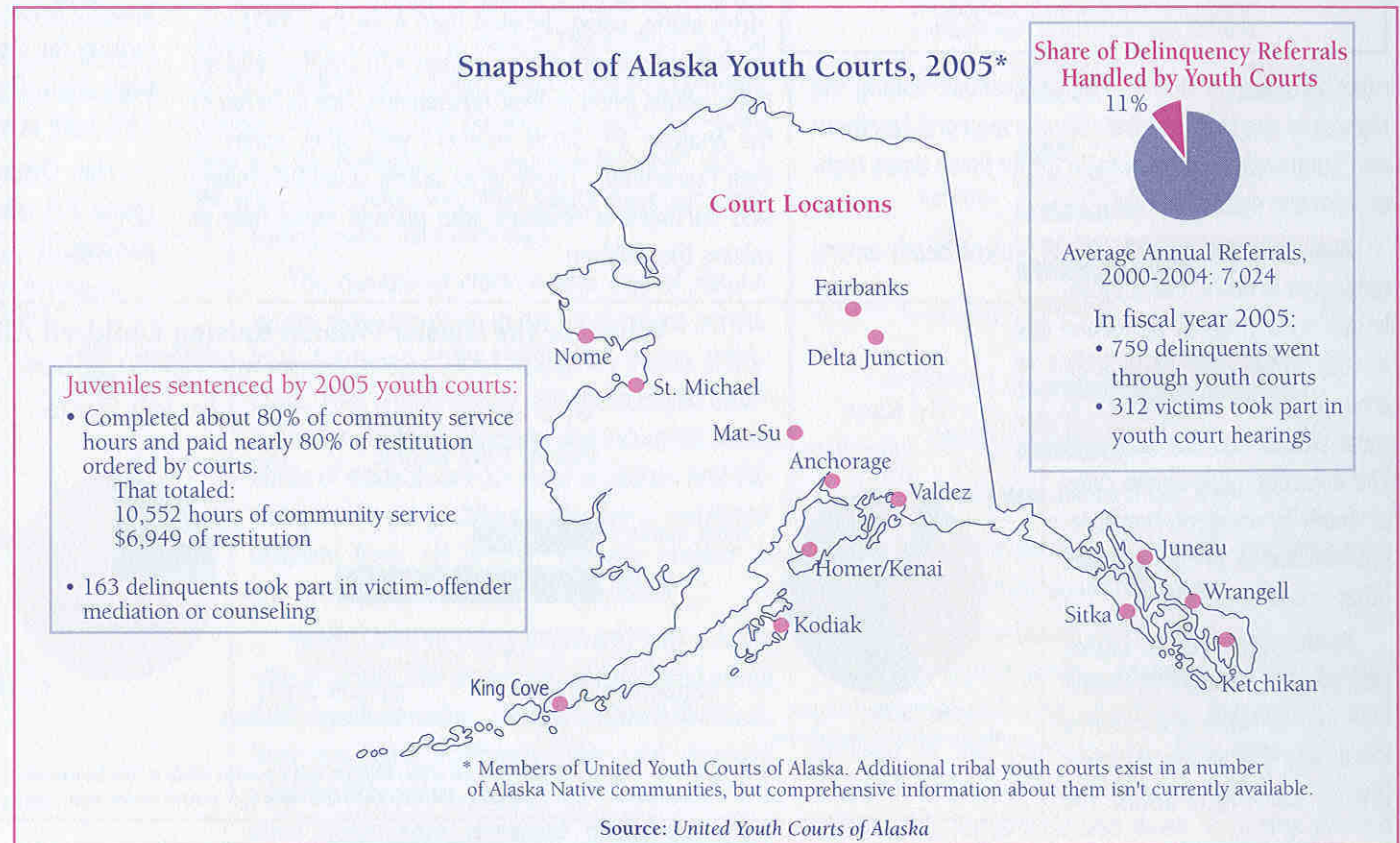 Snapshot of Alaska Youth Courts, 2005*
Share of Delinquency Referrals
Handled by Youth Courts
11%
Average Annual Referrals,
2000-2004: 7,024
In fiscal year 2005:
• 759 delinquents went
through youth courts
• 312 victims took part in
youth court hearings
Court Locations
Fairbanks
Delta Junction
Nome
St. Michael
Mat-Su
Anchorage
Valdez
Homer/Kenai
Kodiak
King Cove
Juneau
Wrangell
Sitka
Ketchikan
Juveniles sentenced by 2005 youth courts:
• Completed about 80% of community service
hours and paid nearly 80% of restitution
ordered by courts.
That totaled:
10,552 hours of community service
$6,949 of restitution
• 163 delinquents took part in victim-offender
mediation or counseling
* Members of United Youth Courts of Alaska. Additional tribal youth courts exist in a number
of Alaska Native communities, but comprehensive information about them isn't currently available.
Source: United Youth Courts of Alaska